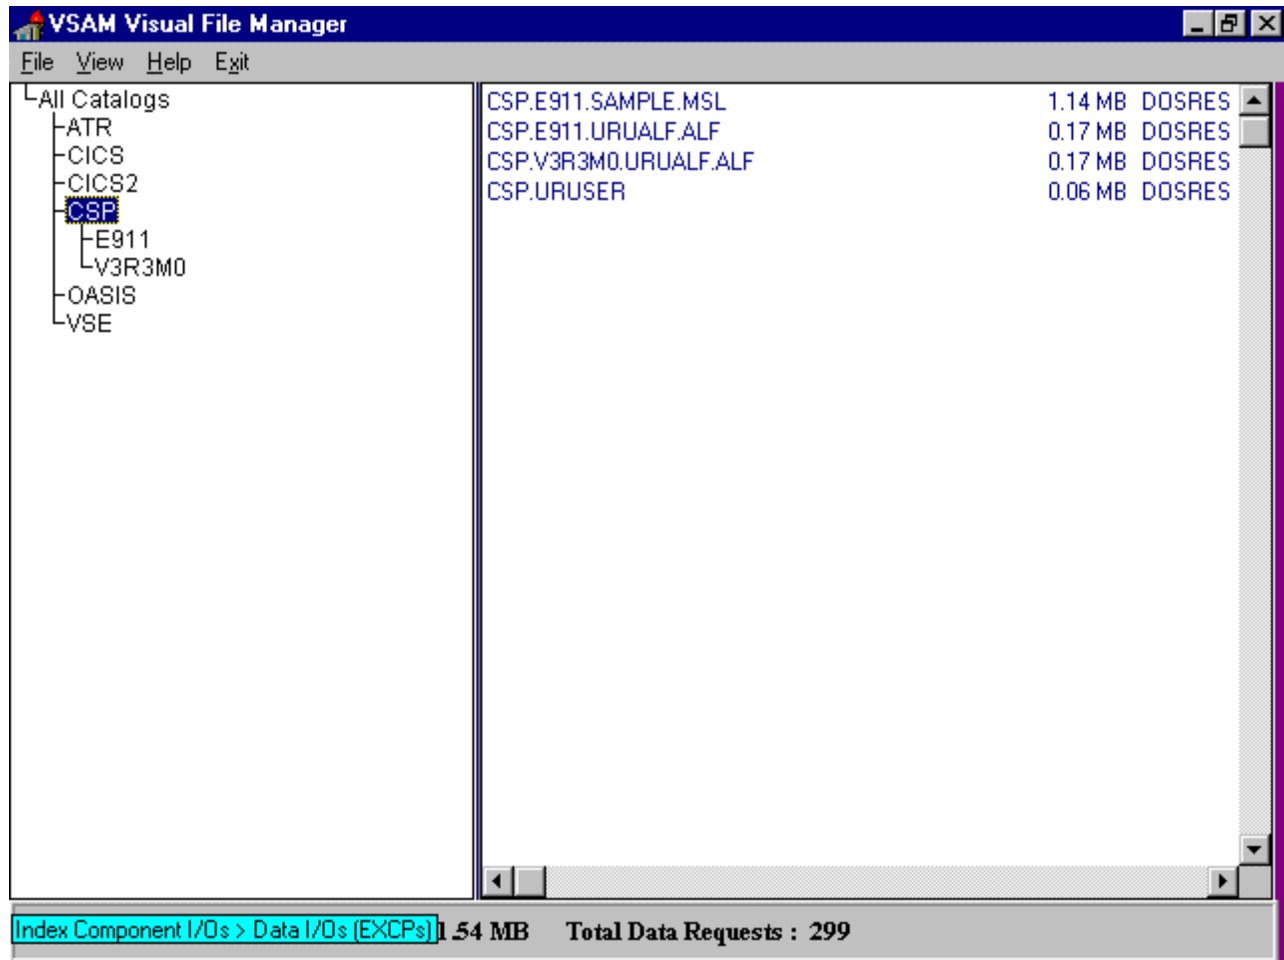 VSAM Visual File Manager
File View Help Exit
All Catalogs
ATR
CICS
CICS2
CSP
E911
V3R3M0
OASIS
VSE
CSP.E911.SAMPLE.MSL 1.14 MB DOSRES
CSP.E911.URUALF.ALF 0.17 MB DOSRES
CSP.V3R3M0.URUALF.ALF 0.17 MB DOSRES
CSP.URUSER 0.06 MB DOSRES
Index Component I/Os > Data I/Os (EXCPs) 1.54 MB Total Data Requests : 299